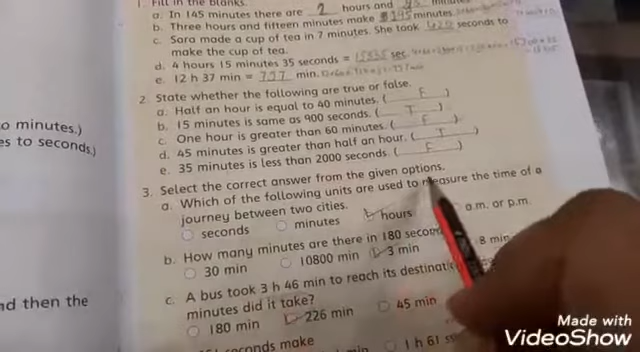 1. Fill in the blanks.
a. In 145 minutes there are 2 hours and
b. Three hours and fifteen minutes make 195 minutes.
c. Sara made a cup of tea in 7 minutes. She took 420 seconds to
make the cup of tea.
d. 4 hours 15 minutes 35 seconds = sec.
e. 12 h 37 min = 757 min.
2. State whether the following are true or false.
a. Half an hour is equal to 40 minutes. ( F )
b. 15 minutes is same as 900 seconds. ( T )
c. One hour is greater than 60 minutes. ( F )
d. 45 minutes is greater than half an hour. ( T )
e. 35 minutes is less than 2000 seconds. ( F )
3. Select the correct answer from the given options.
a. Which of the following units are used to measure the time of a
journey between two cities.
seconds minutes hours a.m. or p.m.
b. How many minutes are there in 180
30 min 10800 min 3 min 8 min
c. A bus took 3 h 46 min to reach its
minutes did it take?
180 min 226 min 45 min
make 1 h 61
o minutes.)
es to seconds.)
nd then the
Made with
VideoShow